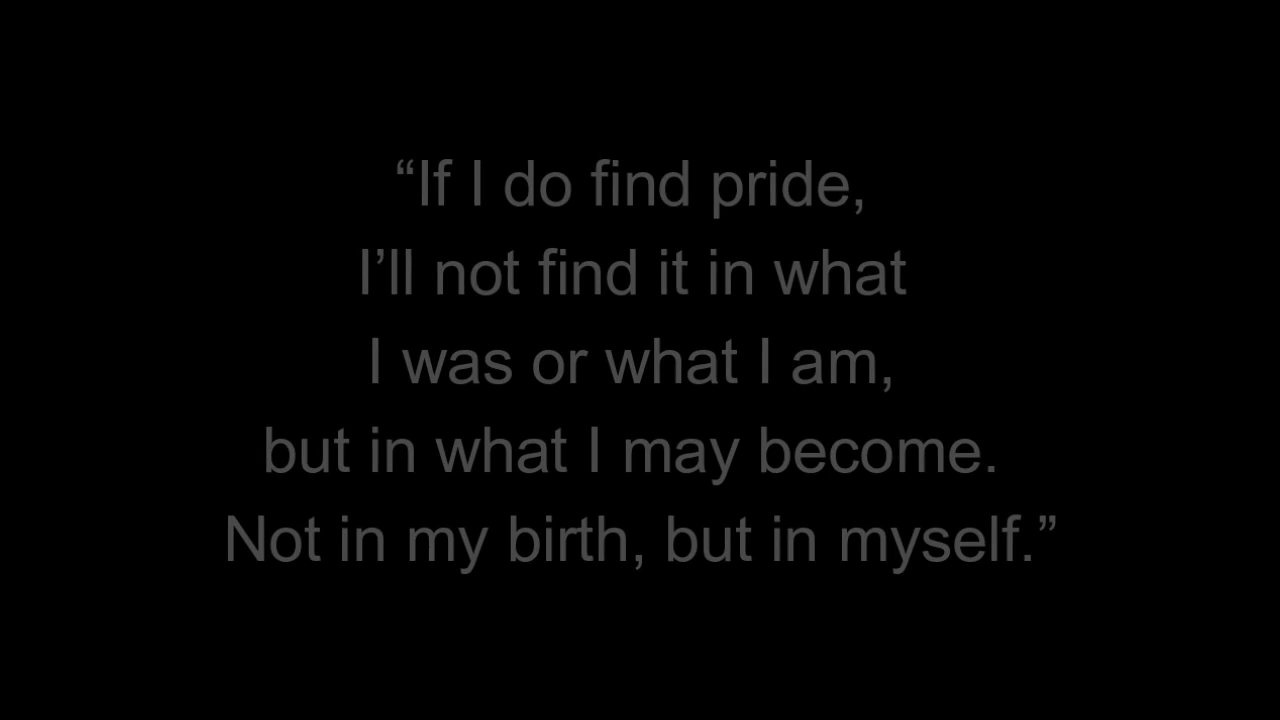 “If I do find pride,
I’ll not find it in what
I was or what I am,
but in what I may become.
Not in my birth, but in myself.”